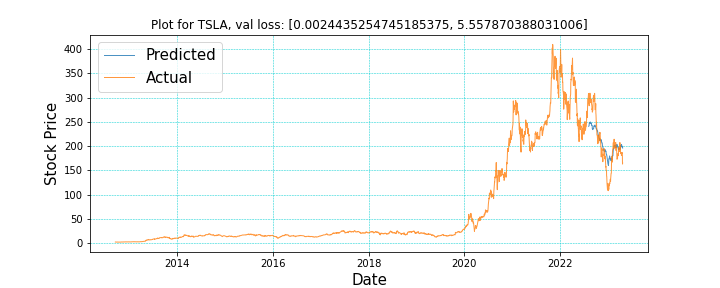 Plot for TSLA, val loss: [0.0024435254745185375, 5.557870388031006]
Predicted
Actual
Stock Price
400
350
300
250
200
150
100
50
0
2014
2016
2018
2020
2022
Date